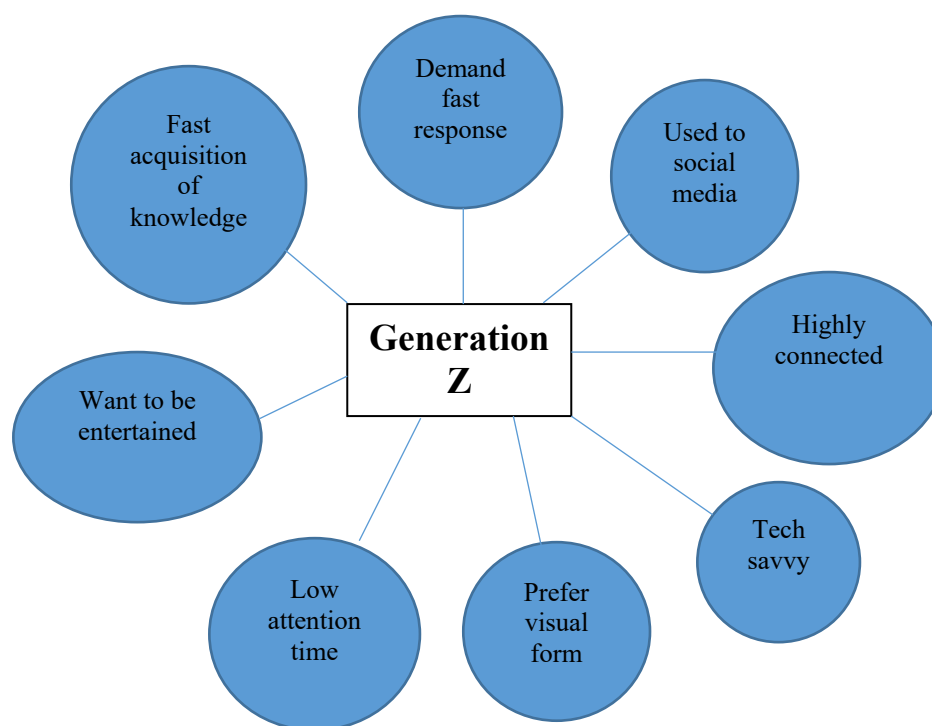 Demand
fast
response
Fast
acquisition
of
knowledge
Used to
social
media
Generation
Z
Highly
connected
Want to be
entertained
Tech
savvy
Low
attention
time
Prefer
visual
form